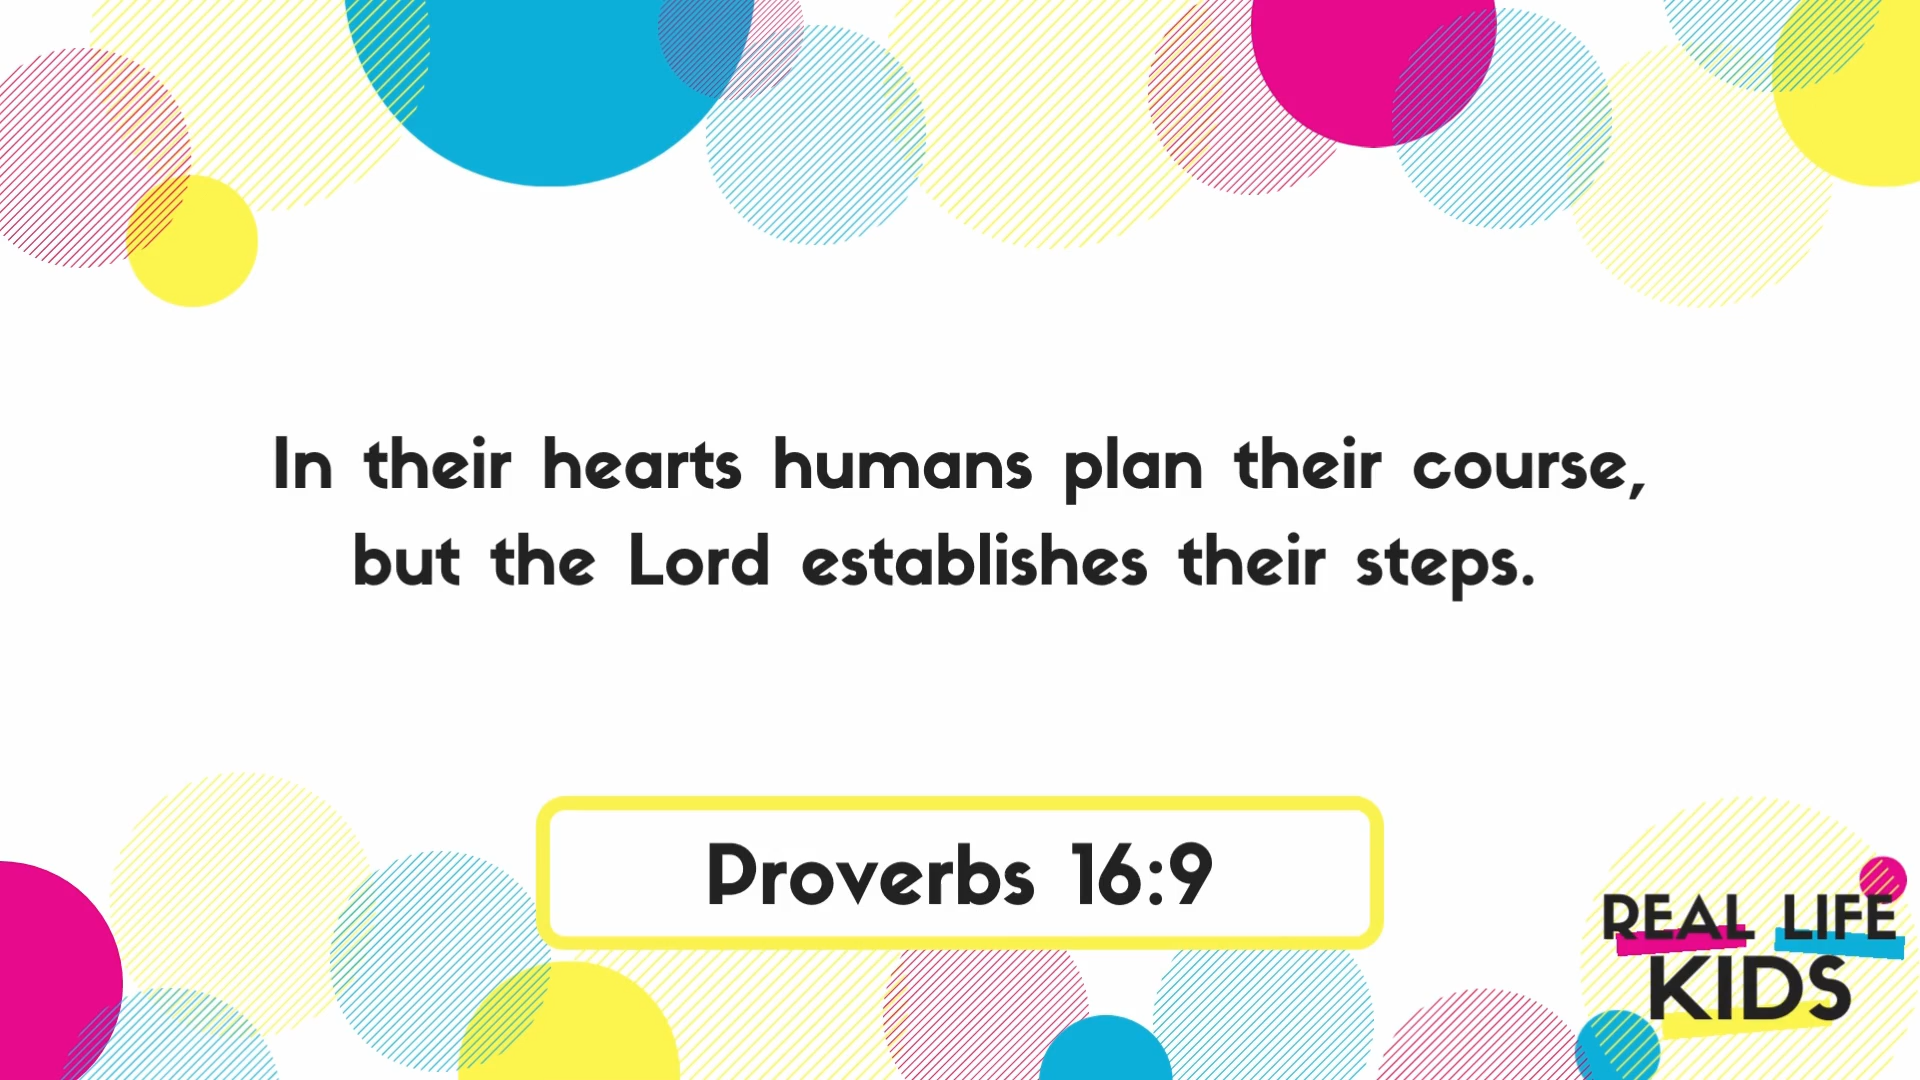 In their hearts humans plan their course,
but the Lord establishes their steps.
Proverbs 16:9
REAL LIFE
KIDS